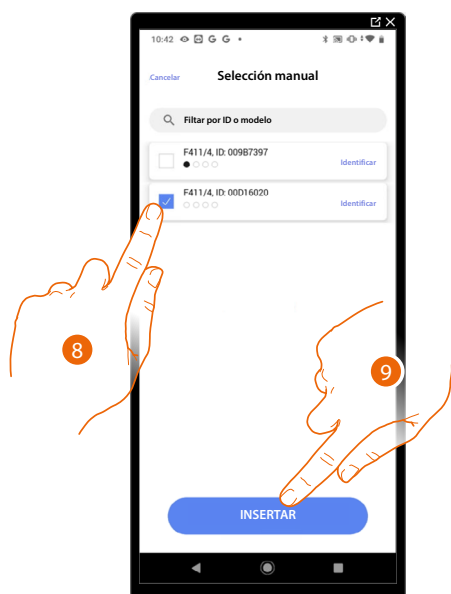 10:42 G G
Cancelar Selección manual
Filtar por ID o modelo
F411/4, ID: 009B7397
Identificar
F411/4, ID: 00D16020
Identificar
8
9
INSERTAR